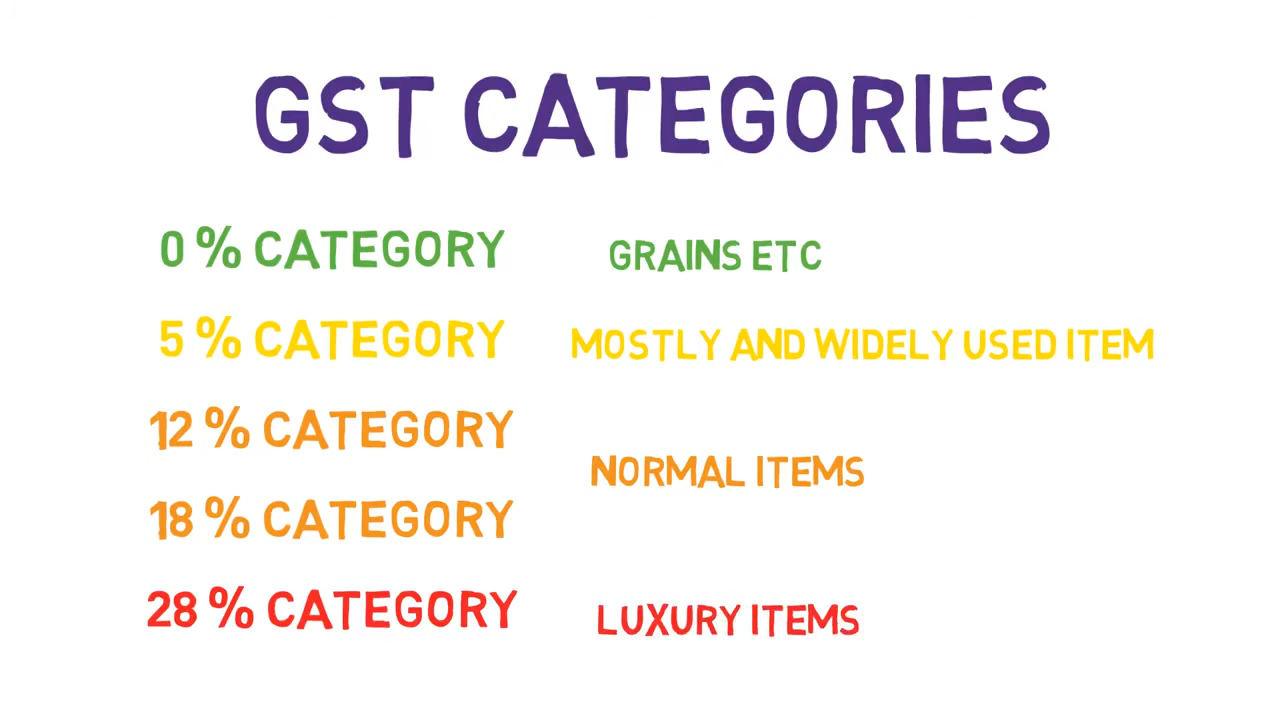 GST CATEGORIES
0 % CATEGORY GRAINS ETC
5 % CATEGORY MOSTLY AND WIDELY USED ITEM
12 % CATEGORY
NORMAL ITEMS
18 % CATEGORY
28 % CATEGORY LUXURY ITEMS